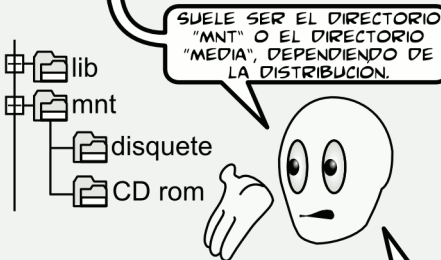 SUELE SER EL DIRECTORIO
"MNT" O EL DIRECTORIO
"MEDIA", DEPENDIENDO DE
LA DISTRIBUCIÓN.
lib
mnt
disquete
CD rom